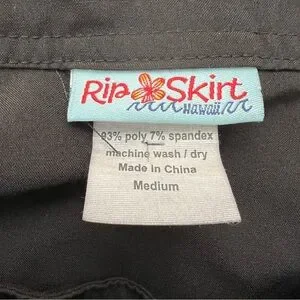 Rip Skirt
Hawaii
93% poly 7% spandex
machine wash / dry
Made in China
Medium